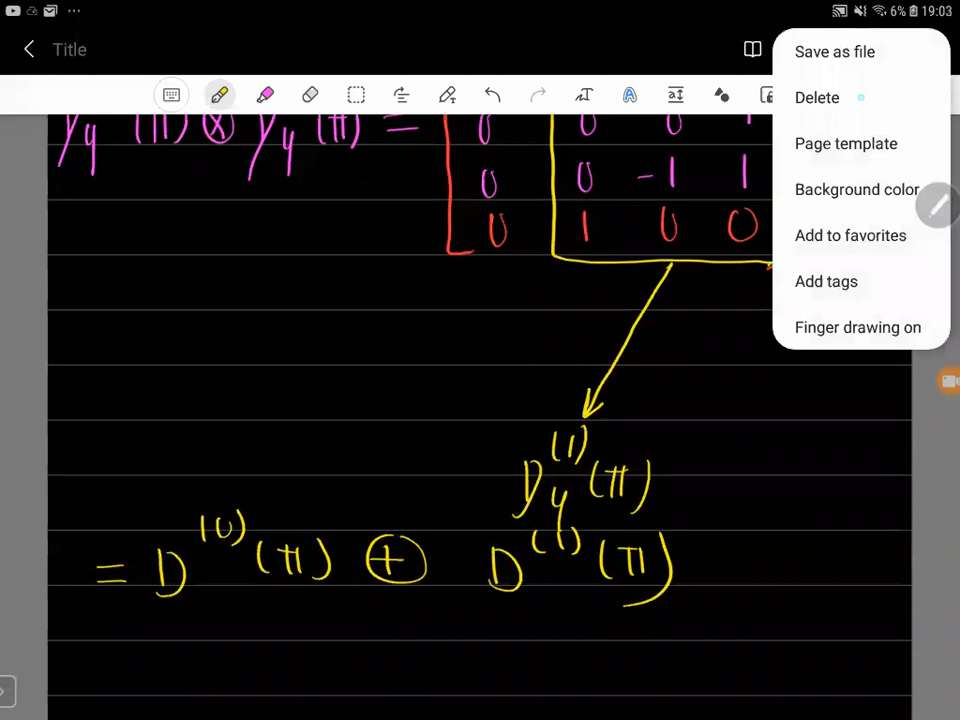 6% 19:03
Title
Save as file
Delete
Page template
Background color
Add to favorites
Add tags
Finger drawing on
(π) ⊗ (π) =
0 0 0 1
0 0 -1 1
0 1 0 0
D_y^(1)(π)
= D^(0)(π) ⊕ D^(1)(π)